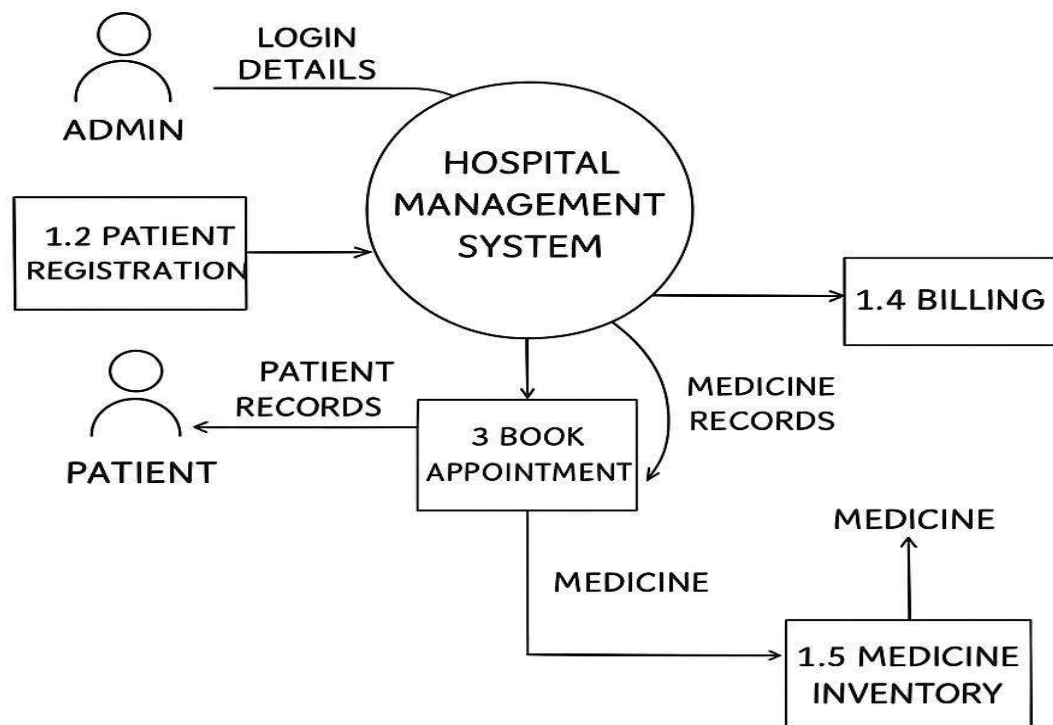 LOGIN
DETAILS
ADMIN
HOSPITAL
MANAGEMENT
SYSTEM
1.2 PATIENT
REGISTRATION
1.4 BILLING
PATIENT
RECORDS
MEDICINE
RECORDS
3 BOOK
APPOINTMENT
PATIENT
MEDICINE
MEDICINE
1.5 MEDICINE
INVENTORY